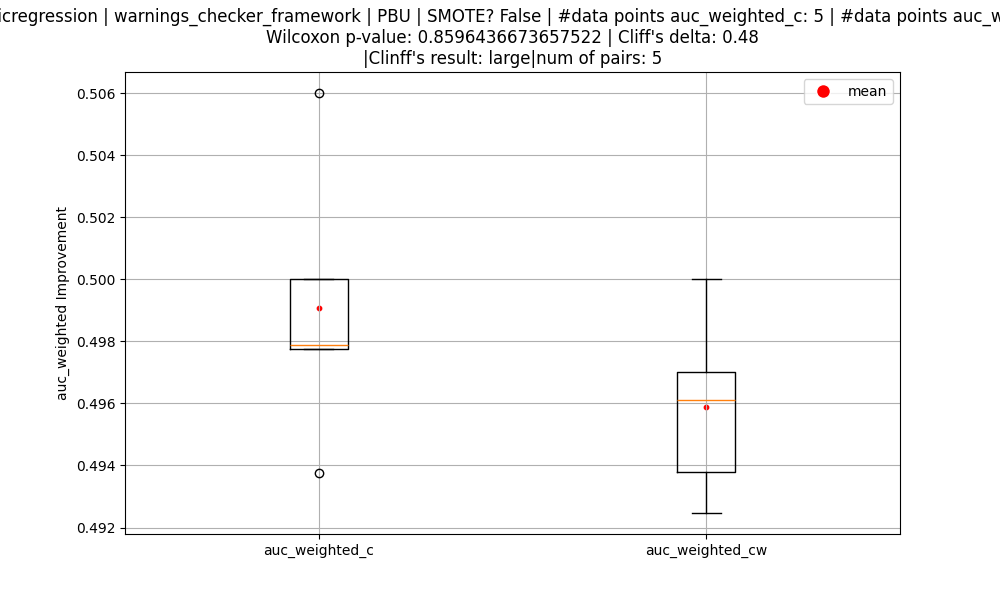 icregression | warnings_checker_framework | PBU | SMOTE? False | #data points auc_weighted_c: 5 | #data points auc_w
Wilcoxon p-value: 0.8596436673657522 | Cliff's delta: 0.48
|Clinff's result: large|num of pairs: 5
mean
0.506
0.504
0.502
0.500
0.498
0.496
0.494
0.492
auc_weighted Improvement
auc_weighted_c
auc_weighted_cw